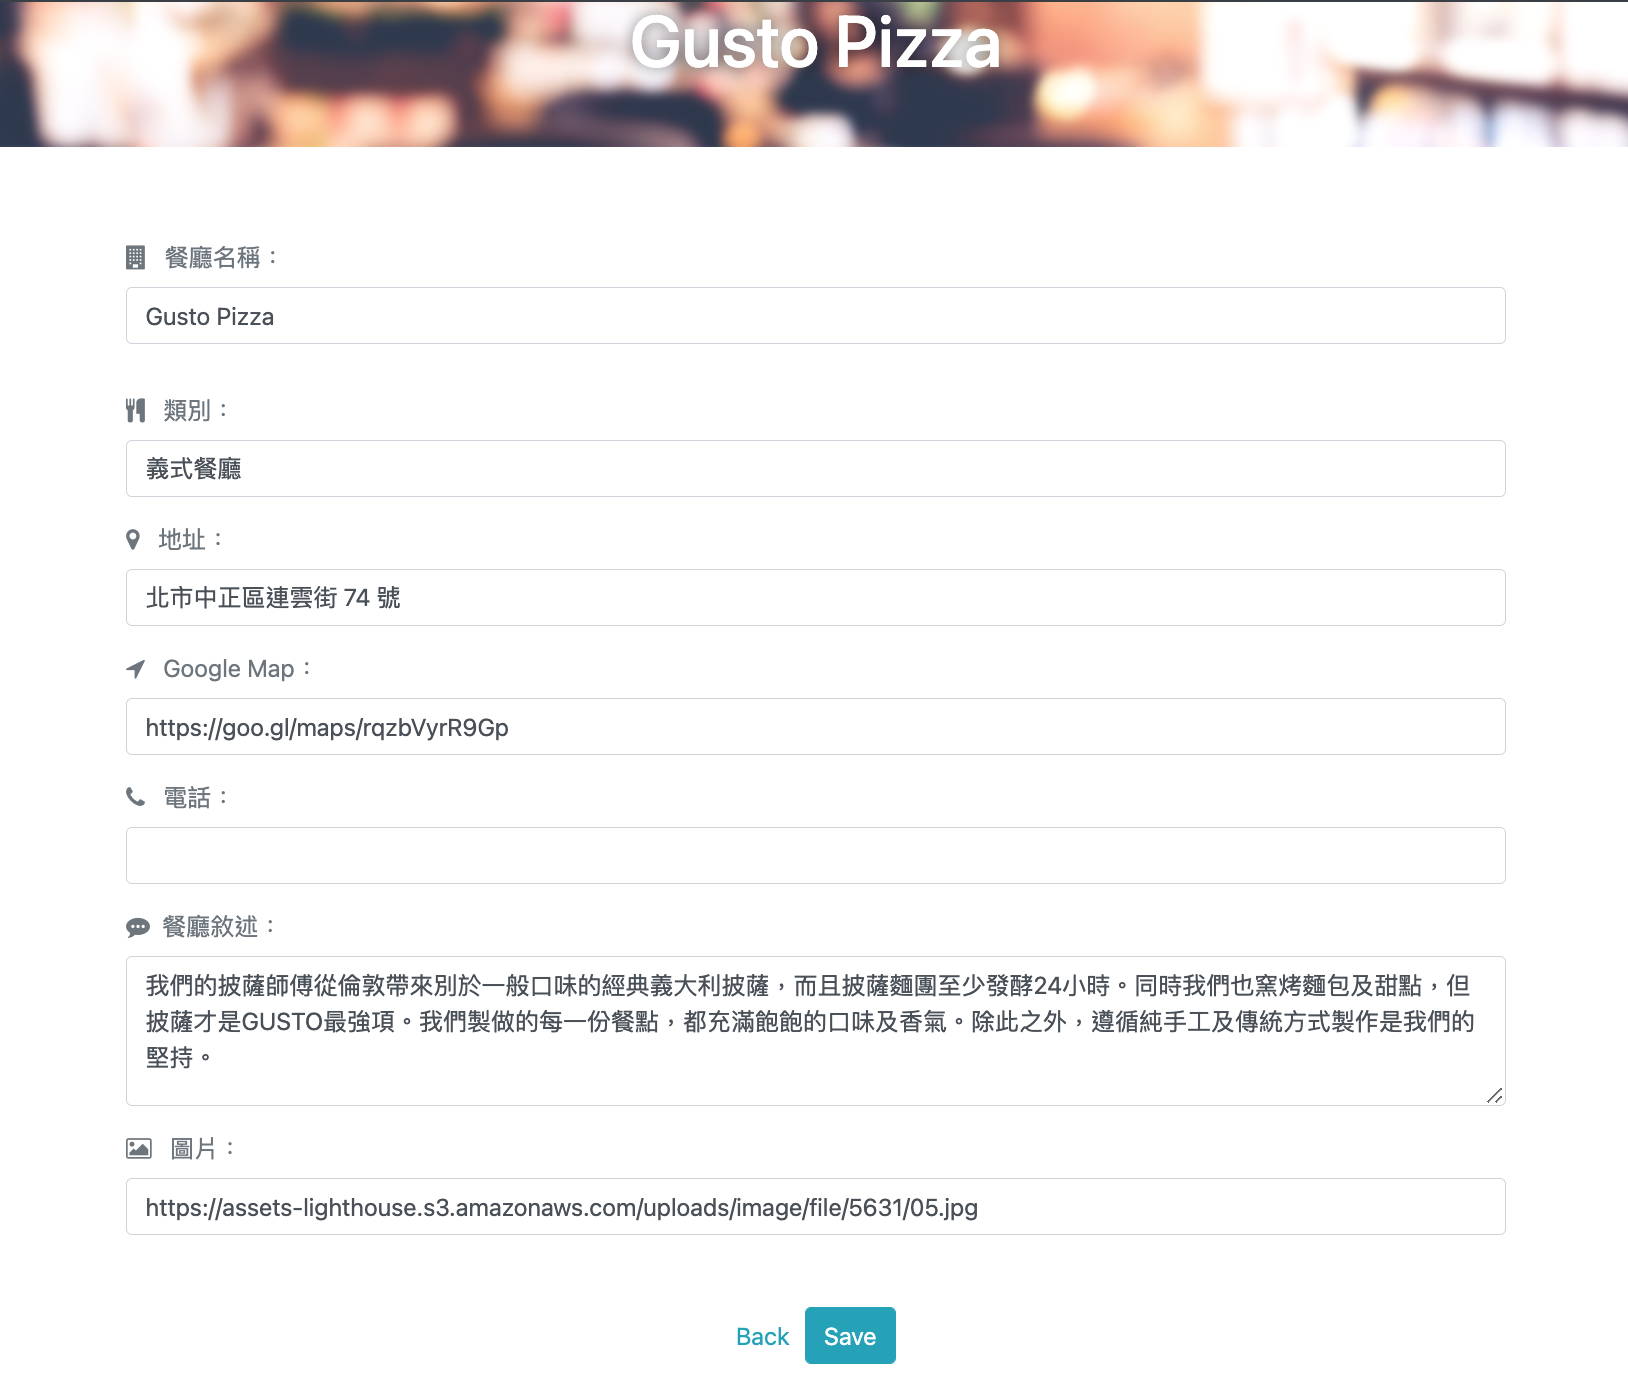 Gusto Pizza
餐廳名稱：
Gusto Pizza
類別：
義式餐廳
地址：
北市中正區連雲街 74 號
Google Map：
https://goo.gl/maps/rqzbVyrR9Gp
電話：
餐廳敘述：
我們的披薩師傅從倫敦帶來別於一般口味的經典義大利披薩，而且披薩麵團至少發酵24小時。同時我們也窯烤麵包及甜點，但
披薩才是GUSTO最強項。我們製做的每一份餐點，都充滿飽飽的口味及香氣。除此之外，遵循純手工及傳統方式製作是我們的
堅持。
圖片：
https://assets-lighthouse.s3.amazonaws.com/uploads/image/file/5631/05.jpg
Back Save